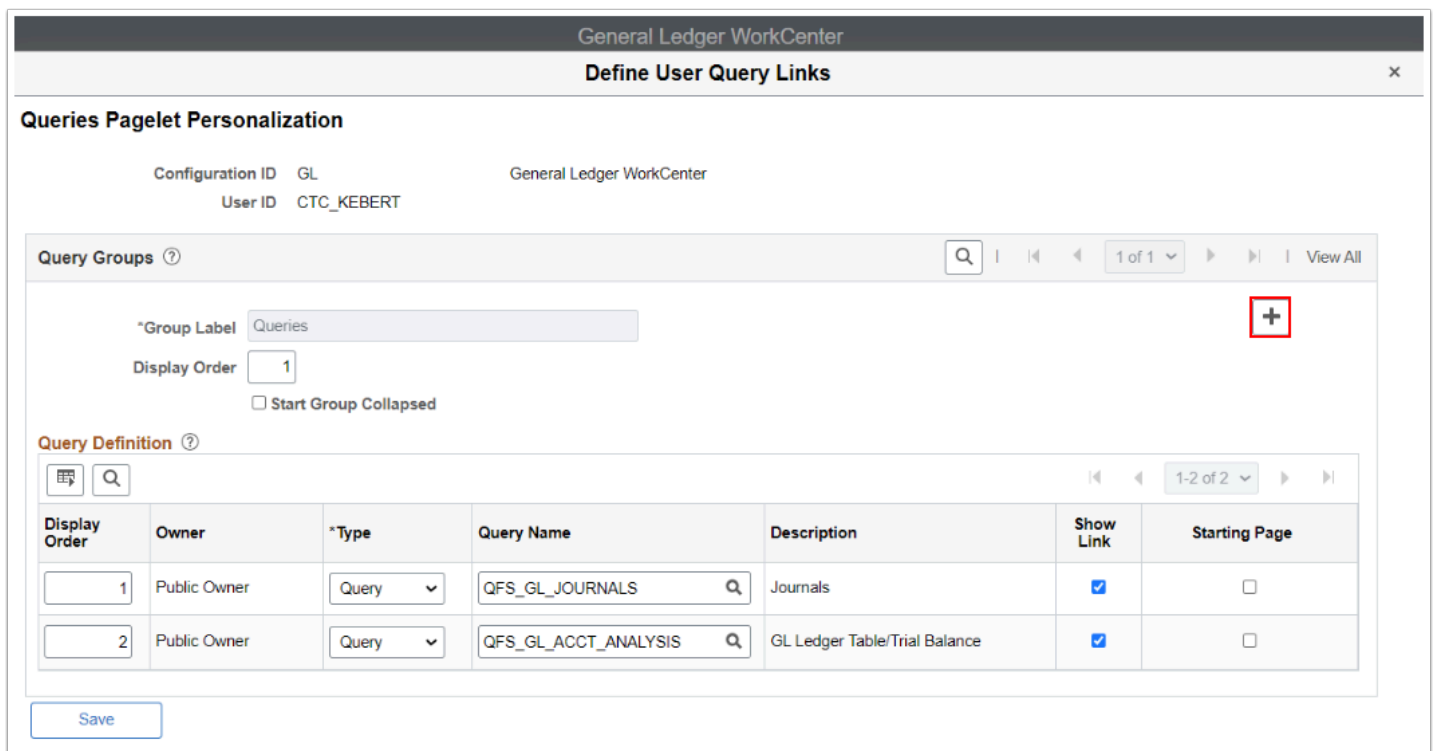 General Ledger WorkCenter
Define User Query Links ×
Queries Pagelet Personalization
Configuration ID GL General Ledger WorkCenter
User ID CTC_KEBERT
Query Groups ? | 1 of 1 | View All
*Group Label Queries +
Display Order 1
Start Group Collapsed
Query Definition ?
1-2 of 2
Display Order Owner *Type Query Name Description Show Link Starting Page
1 Public Owner Query QFS_GL_JOURNALS Journals
2 Public Owner Query QFS_GL_ACCT_ANALYSIS GL Ledger Table/Trial Balance
Save